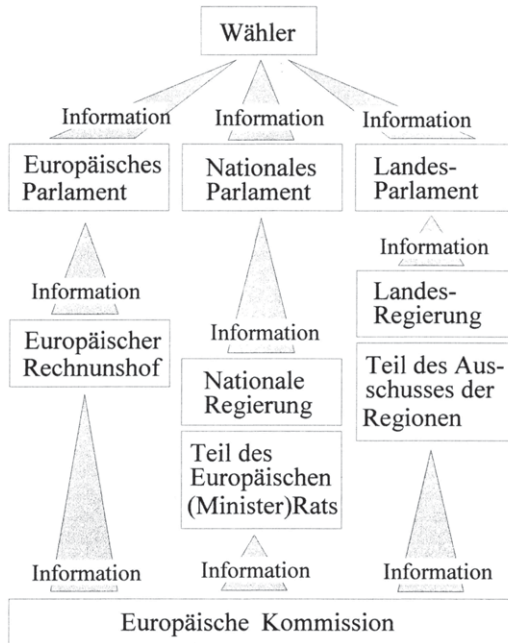 Wähler
Information
Information
Information
Europäisches
Parlament
Nationales
Parlament
Landes-
Parlament
Information
Information
Landes-
Regierung
Europäischer
Rechnunshof
Information
Nationale
Regierung
Teil des Aus-
schusses der
Regionen
Teil des
Europäischen
(Minister)Rats
Information
Information
Information
Europäische Kommission